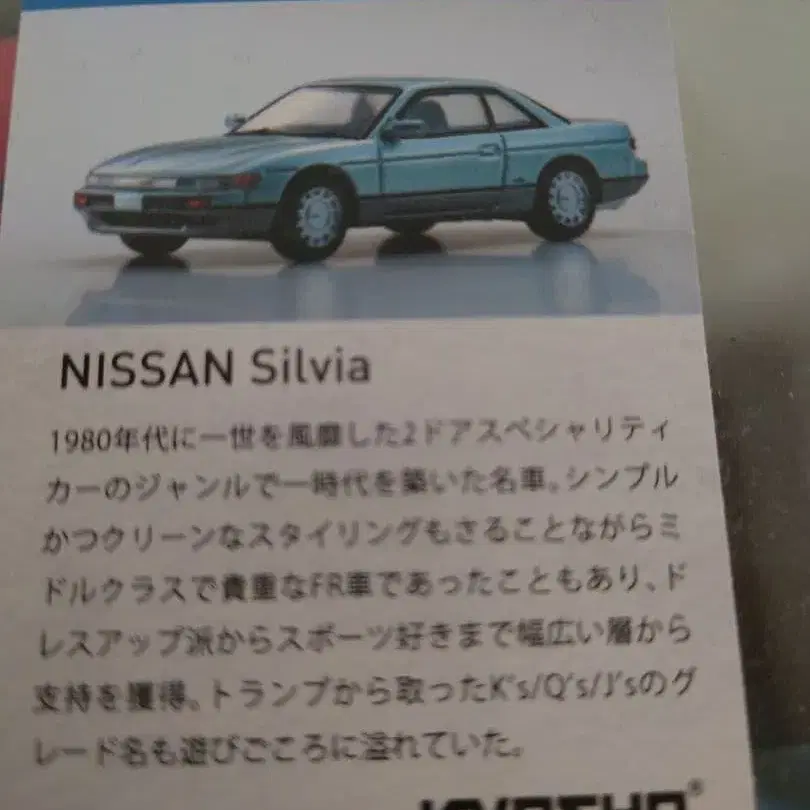 NISSAN Silvia
1980年代に一世を風靡した2ドアスペシャリティ
カーのジャンルで一時代を築いた名車。シンプル
かつクリーンなスタイリングもさることながらミ
ドルクラスで貴重なFR車であったこともあり、ド
レスアップ派からスポーツ好きまで幅広い層から
支持を獲得。トランプから取ったK's/Q's/J'sのグ
レード名も遊びごころに溢れていた。
KYOSHO®